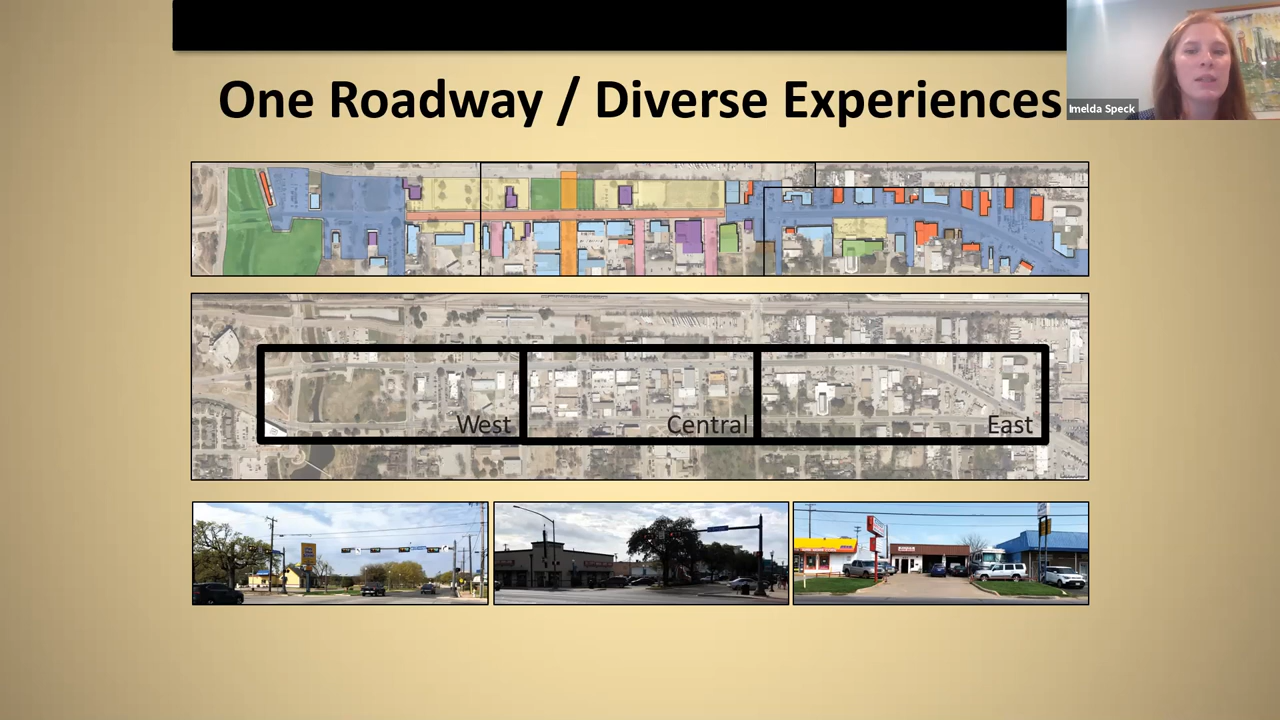 One Roadway / Diverse Experiences
Imelda Speck
West
Central
East